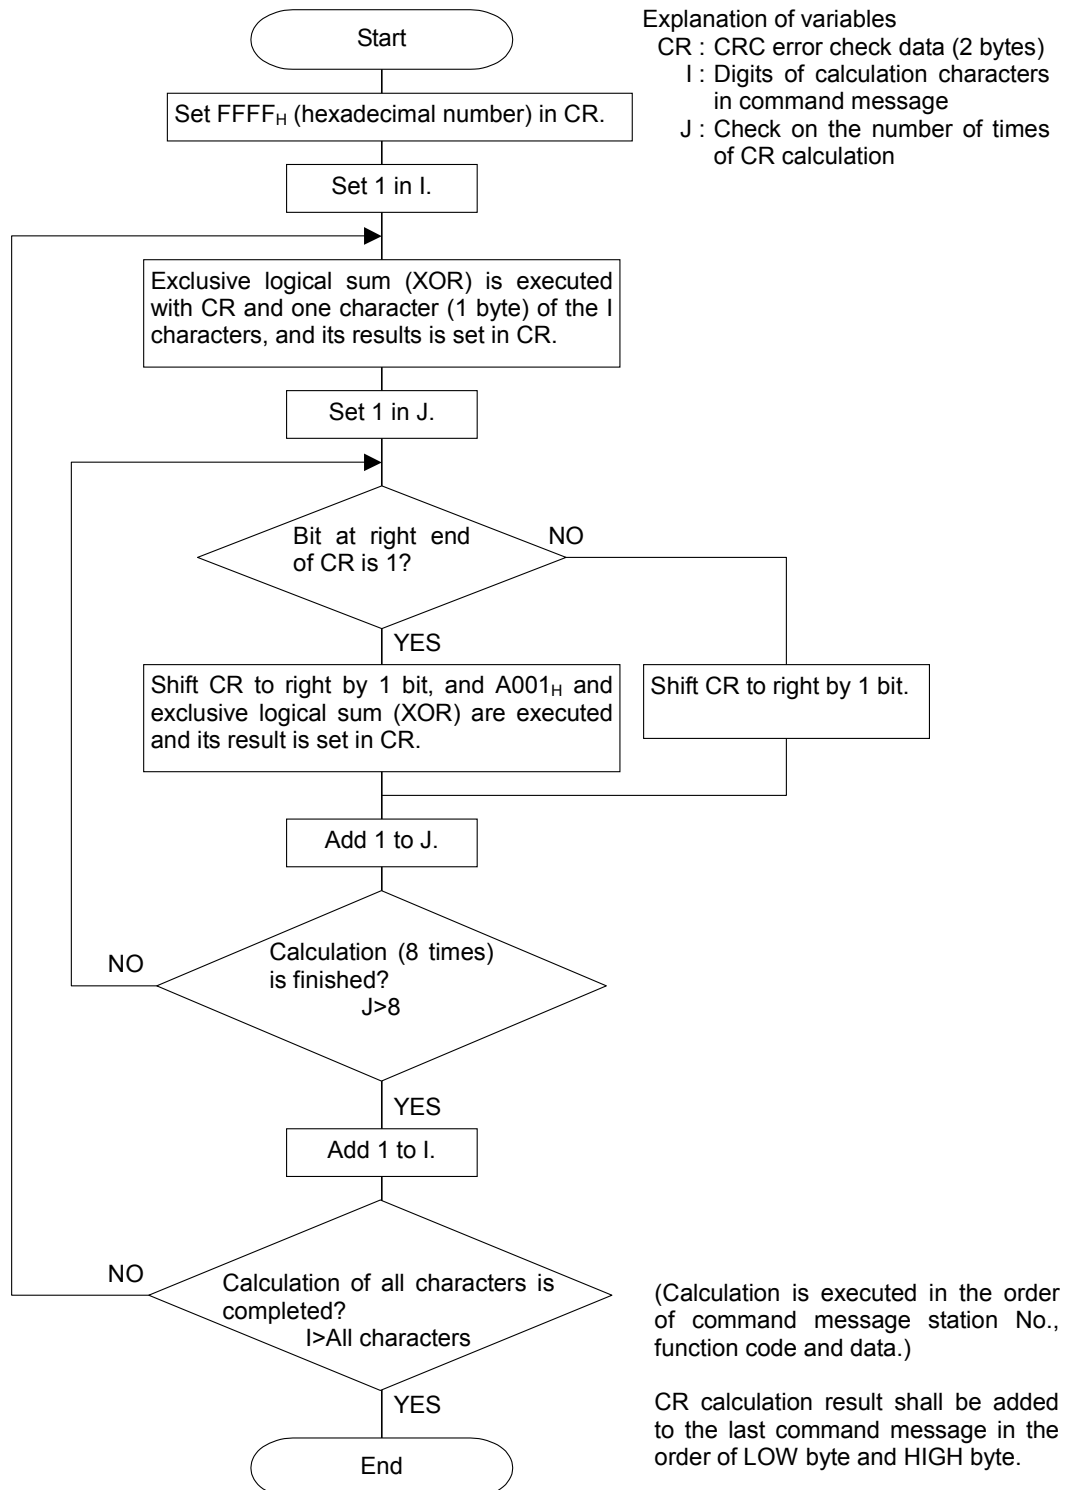 Start
Explanation of variables
CR : CRC error check data (2 bytes)
I : Digits of calculation characters
in command message
J : Check on the number of times
of CR calculation
Set FFFFH (hexadecimal number) in CR.
Set 1 in I.
Exclusive logical sum (XOR) is executed
with CR and one character (1 byte) of the I
characters, and its results is set in CR.
Set 1 in J.
Bit at right end
of CR is 1?
NO
YES
Shift CR to right by 1 bit, and A001H and
exclusive logical sum (XOR) are executed
and its result is set in CR.
Shift CR to right by 1 bit.
Add 1 to J.
Calculation (8 times)
is finished?
J>8
NO
YES
Add 1 to I.
NO
Calculation of all characters is
completed?
I>All characters
YES
End
(Calculation is executed in the order
of command message station No.,
function code and data.)
CR calculation result shall be added
to the last command message in the
order of LOW byte and HIGH byte.